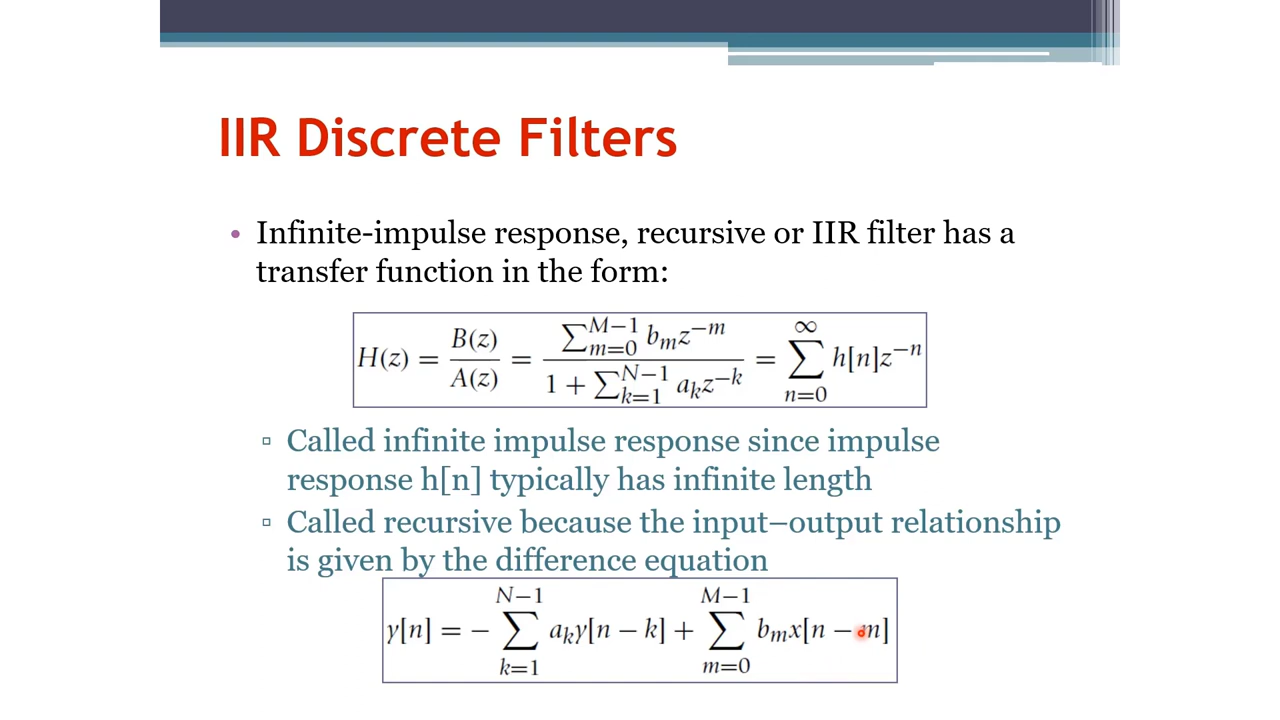 IIR Discrete Filters
• Infinite-impulse response, recursive or IIR filter has a
transfer function in the form:
H(z) = B(z)/A(z) = ∑_{m=0}^{M−1} b_m z^{−m} / (1 + ∑_{k=1}^{N−1} a_k z^{−k}) = ∑_{n=0}^{∞} h[n]z^{−n}
▫ Called infinite impulse response since impulse
response h[n] typically has infinite length
▫ Called recursive because the input–output relationship
is given by the difference equation
y[n] = − ∑_{k=1}^{N−1} a_k y[n − k] + ∑_{m=0}^{M−1} b_m x[n − m]